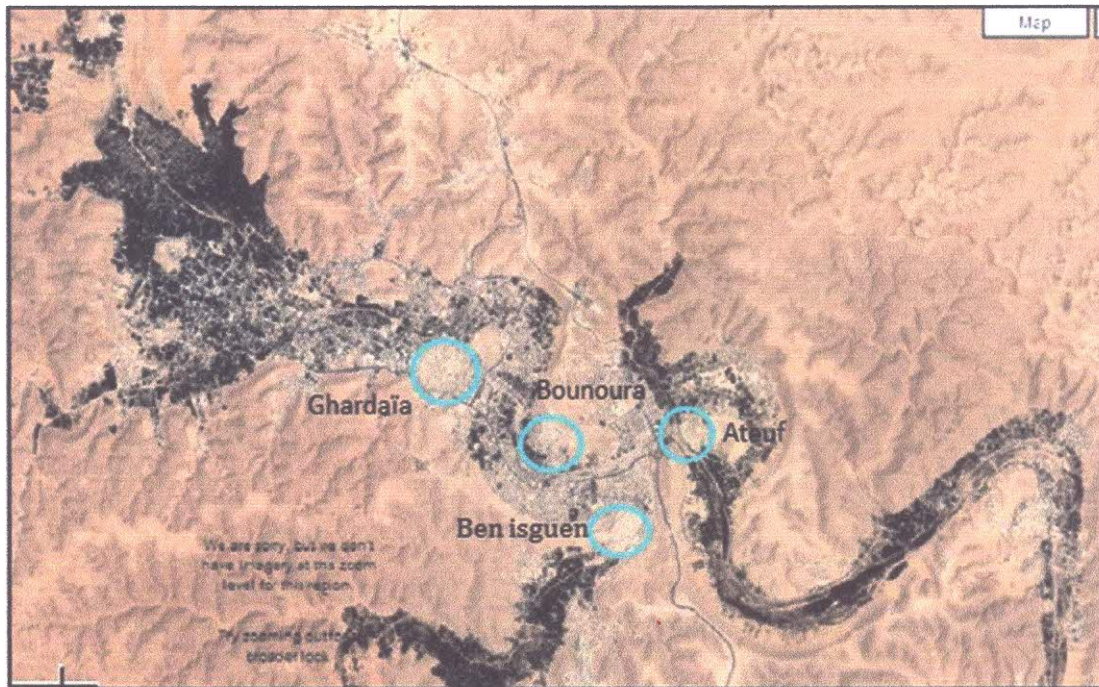 Map
Bounoura
Ghardaïa
Ateuf
Ben isguen
We are sorry, but we don't
have imagery at this zoom
level for this region.
Try zooming out for a
broader look.